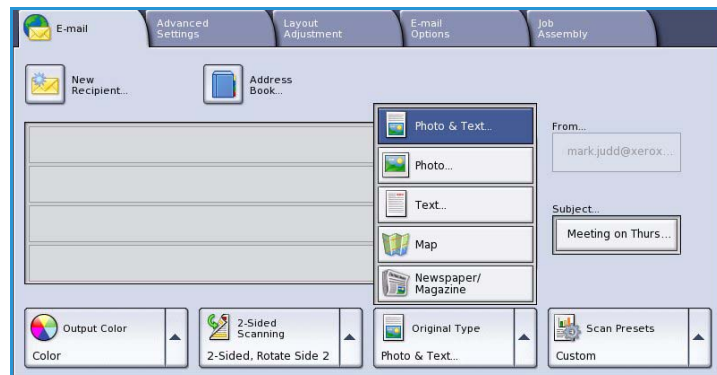 E-mail
Advanced
Settings
Layout
Adjustment
E-mail
Options
Job
Assembly
New
Recipient...
Address
Book...
Photo & Text...
Photo...
Text...
Map
Newspaper/
Magazine
From...
mark.judd@xerox...
Subject...
Meeting on Thurs...
Output Color
Color
2-Sided
Scanning
2-Sided, Rotate Side 2
Original Type
Photo & Text...
Scan Presets
Custom